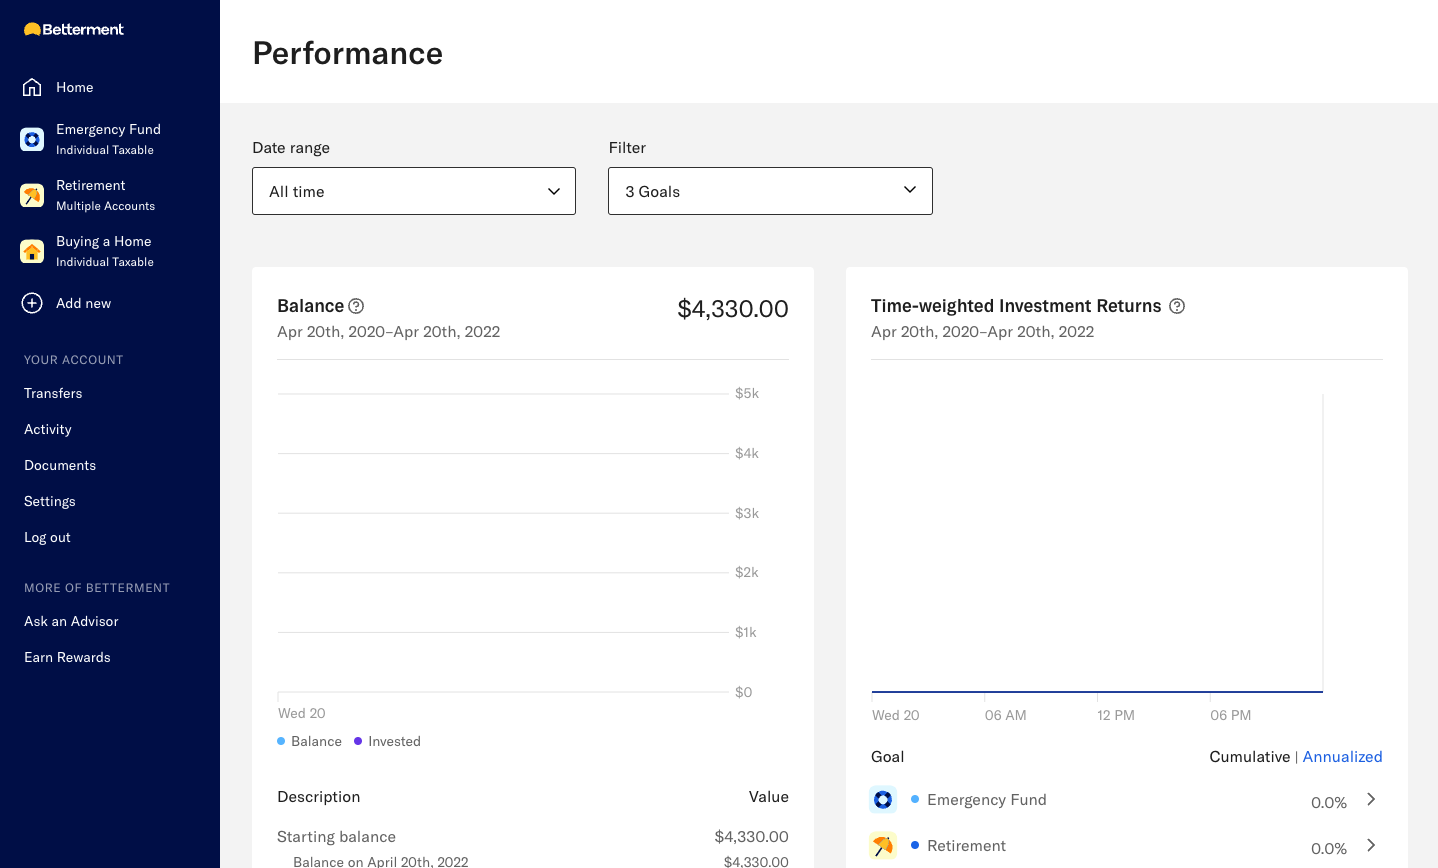 Betterment
Home
Emergency Fund
Individual Taxable
Retirement
Multiple Accounts
Buying a Home
Individual Taxable
Add new
YOUR ACCOUNT
Transfers
Activity
Documents
Settings
Log out
MORE OF BETTERMENT
Ask an Advisor
Earn Rewards
Performance
Date range
All time
Filter
3 Goals
Balance
$4,330.00
Apr 20th, 2020–Apr 20th, 2022
$5k
$4k
$3k
$2k
$1k
$0
Wed 20
Balance Invested
Description Value
Starting balance $4,330.00
Balance on April 20th, 2022 $4,330.00
Time-weighted Investment Returns
Apr 20th, 2020–Apr 20th, 2022
Wed 20 06 AM 12 PM 06 PM
Goal Cumulative | Annualized
Emergency Fund 0.0%
Retirement 0.0%